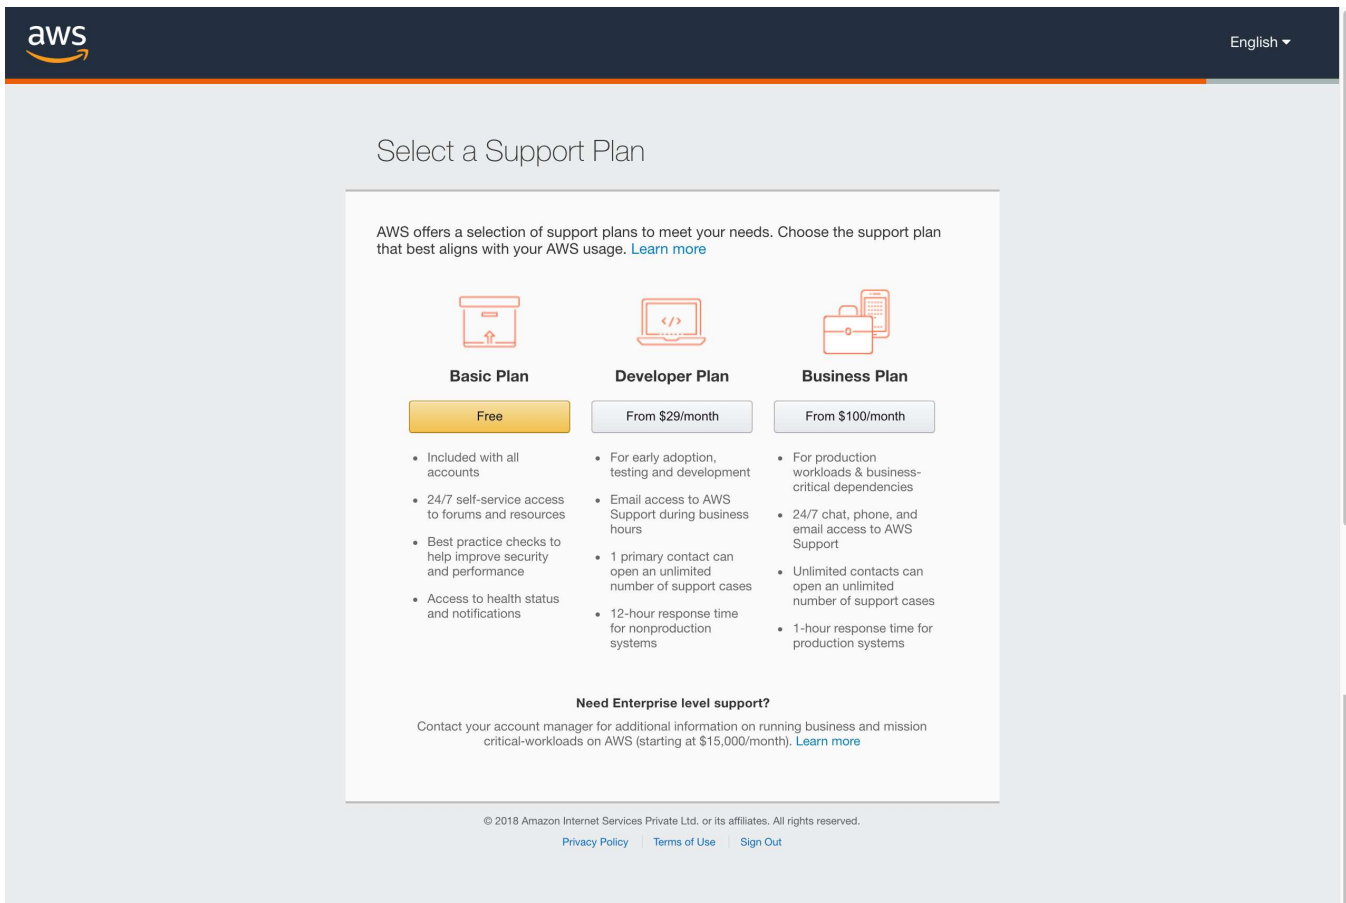 aws
English
Select a Support Plan
AWS offers a selection of support plans to meet your needs. Choose the support plan
that best aligns with your AWS usage. Learn more
</>
Basic Plan
Free
• Included with all
accounts
• 24/7 self-service access
to forums and resources
• Best practice checks to
help improve security
and performance
• Access to health status
and notifications
Developer Plan
From $29/month
• For early adoption,
testing and development
• Email access to AWS
Support during business
hours
• 1 primary contact can
open an unlimited
number of support cases
• 12-hour response time
for nonproduction
systems
Business Plan
From $100/month
• For production
workloads & business-
critical dependencies
• 24/7 chat, phone, and
email access to AWS
Support
• Unlimited contacts can
open an unlimited
number of support cases
• 1-hour response time for
production systems
Need Enterprise level support?
Contact your account manager for additional information on running business and mission
critical-workloads on AWS (starting at $15,000/month). Learn more
© 2018 Amazon Internet Services Private Ltd. or its affiliates. All rights reserved.
Privacy Policy | Terms of Use | Sign Out